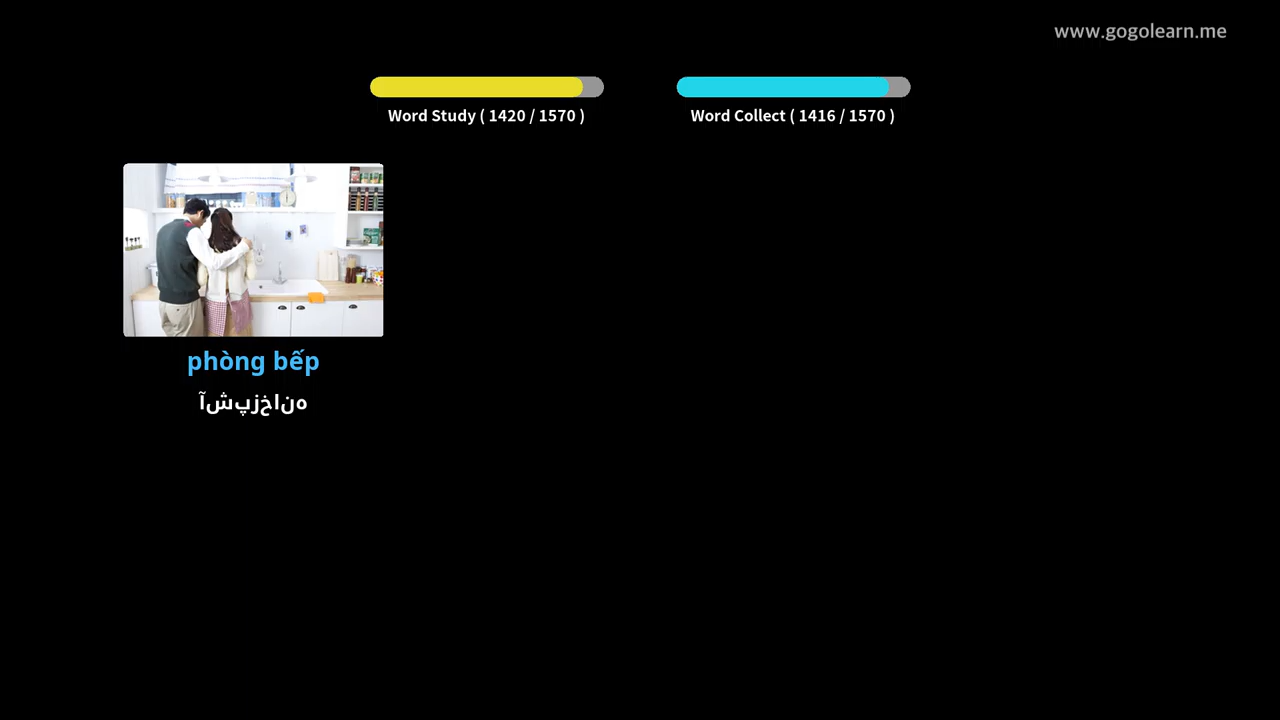 www.gogolearn.me
Word Study ( 1420 / 1570 )
Word Collect ( 1416 / 1570 )
phòng bếp
آشپزخانه